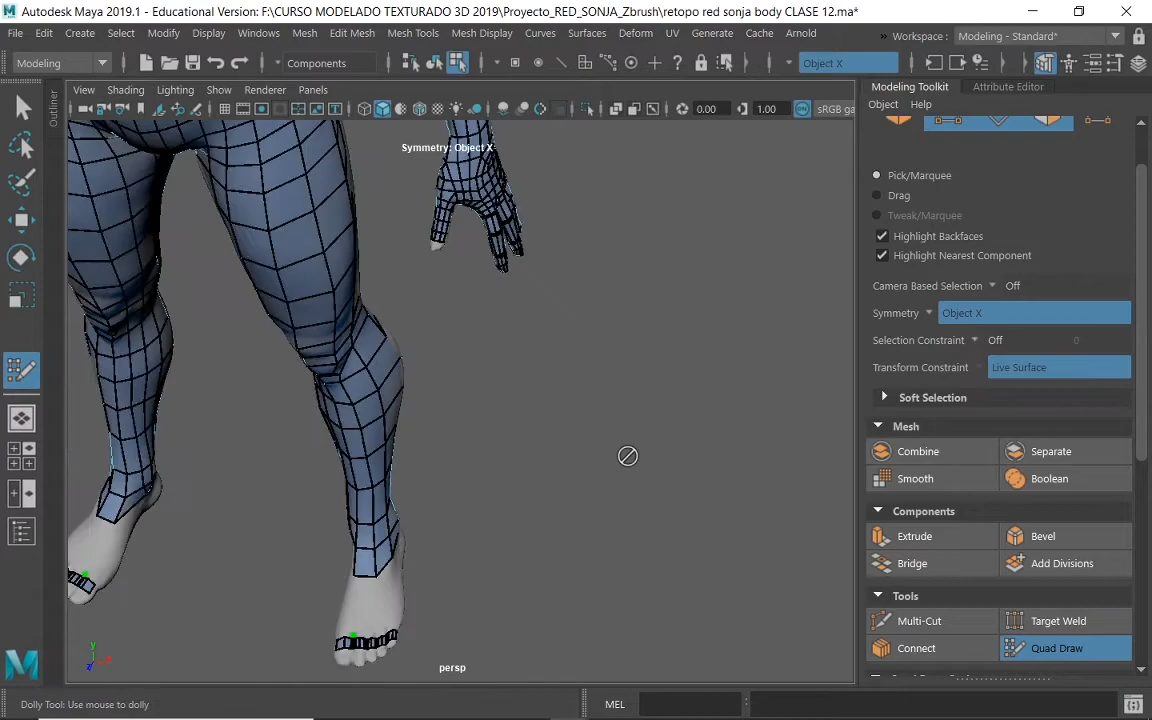 Autodesk Maya 2019.1 - Educational Version: F:\CURSO MODELADO TEXTURADO 3D 2019\Proyecto_RED_SONJA_Zbrush\retopo red sonja body CLASE 12.ma*
File Edit Create Select Modify Display Windows Mesh Edit Mesh Mesh Tools Mesh Display Curves Surfaces Deform UV Generate Cache Arnold » Workspace : Modeling - Standard*
Modeling Components Object X
View Shading Lighting Show Renderer Panels
0.00 1.00 sRGB ga
Outliner
Modeling Toolkit Attribute Editor
Object Help
Symmetry: Object X
Pick/Marquee
Drag
Tweak/Marquee
Highlight Backfaces
Highlight Nearest Component
Camera Based Selection Off
Symmetry Object X
Selection Constraint Off 0
Transform Constraint Live Surface
Soft Selection
Mesh
Combine Separate
Smooth Boolean
Components
Extrude Bevel
Bridge Add Divisions
Tools
Multi-Cut Target Weld
Connect Quad Draw
y
x
z
persp
Dolly Tool: Use mouse to dolly MEL